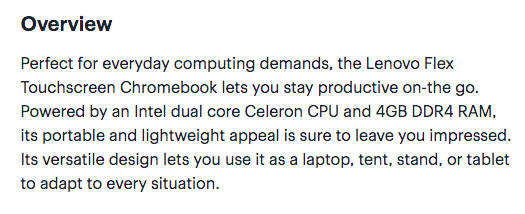 Overview
Perfect for everyday computing demands, the Lenovo Flex
Touchscreen Chromebook lets you stay productive on-the go.
Powered by an Intel dual core Celeron CPU and 4GB DDR4 RAM,
its portable and lightweight appeal is sure to leave you impressed.
Its versatile design lets you use it as a laptop, tent, stand, or tablet
to adapt to every situation.